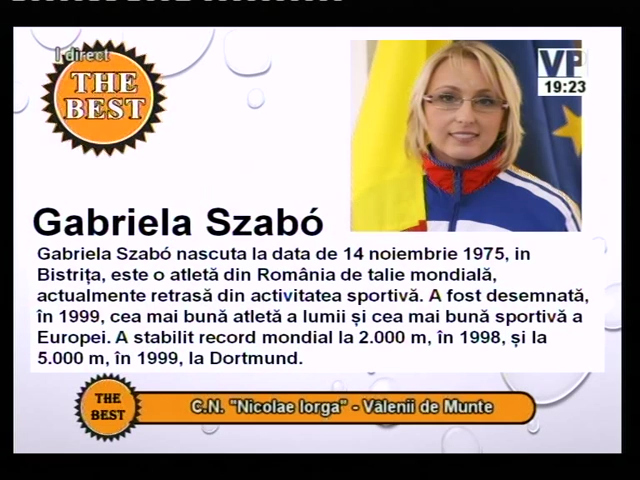 I direct
THE
BEST
VP
19:23
Gabriela Szabó
Gabriela Szabó nascuta la data de 14 noiembrie 1975, in
Bistrița, este o atletă din România de talie mondială,
actualmente retrasă din activitatea sportivă. A fost desemnată,
în 1999, cea mai bună atletă a lumii și cea mai bună sportivă a
Europei. A stabilit record mondial la 2.000 m, în 1998, și la
5.000 m, în 1999, la Dortmund.
THE
BEST
C.N. "Nicolae Iorga" - Vălenii de Munte